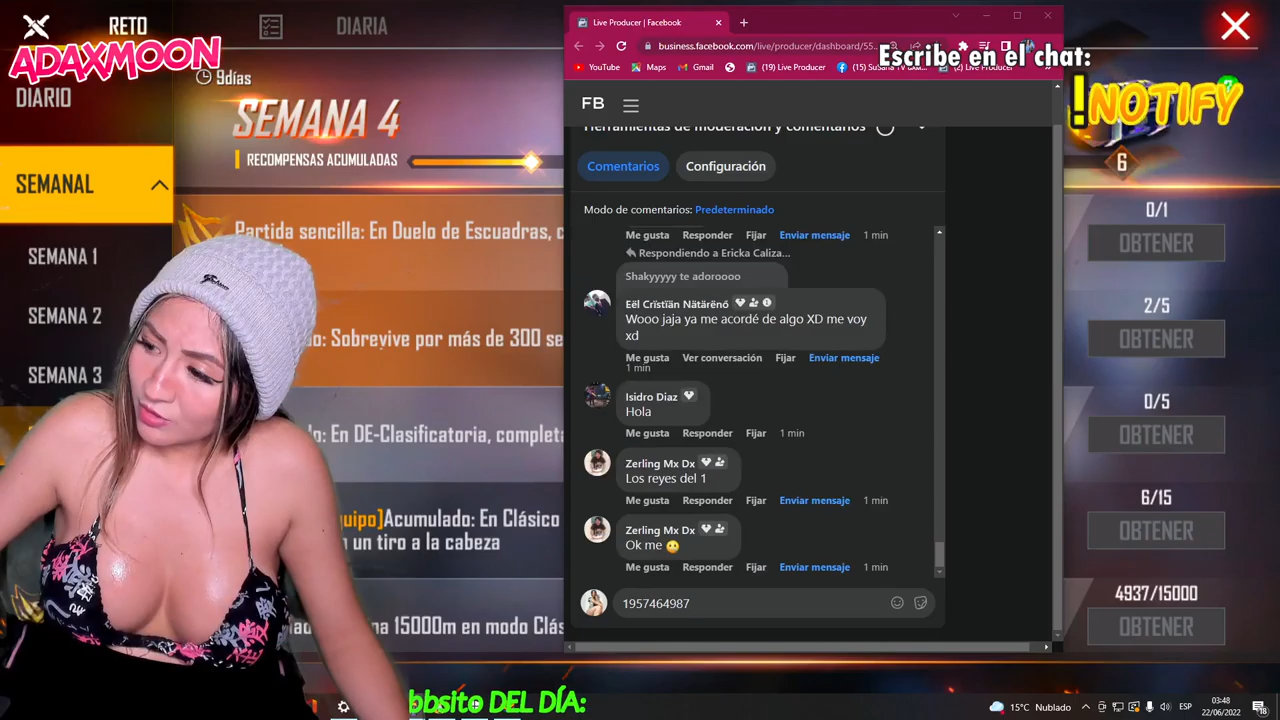 RETO
ADAXMOON
DIARIA
9días
DIARIO
SEMANA 4
RECOMPENSAS ACUMULADAS
SEMANAL
SEMANA 1
SEMANA 2
SEMANA 3
Partida sencilla: En Duelo de Escuadras, c
do: Sobrevive por más de 300 se
do: En DE-Clasificatoria, complet
quipo]Acumulado: En Clásico
un tiro a la cabeza
na 15000m en modo Clás
Live Producer | Facebook
business.facebook.com/live/producer/dashboard/55...
YouTube
Maps
Gmail
(19) Live Producer
(2) Live Producer
Escribe en el chat:
!NOTIFY
FB
Herramientas de moderación y comentarios
Comentarios
Configuración
Modo de comentarios: Predeterminado
Me gusta Responder Fijar Enviar mensaje 1 min
Respondiendo a Ericka Caliza...
Shakyyyyy te adoroooo
Eël Crïstïän Nätärënö
Wooo jaja ya me acordé de algo XD me voy
xd
Me gusta Ver conversación Fijar Enviar mensaje
1 min
Isidro Diaz
Hola
Me gusta Responder Fijar 1 min
Zerling Mx Dx
Los reyes del 1
Me gusta Responder Fijar Enviar mensaje 1 min
Zerling Mx Dx
Ok me 😬
Me gusta Responder Fijar Enviar mensaje 1 min
1957464987
6
0/1
OBTENER
2/5
OBTENER
0/5
OBTENER
6/15
OBTENER
4937/15000
OBTENER
bbsito DEL DÍA:
15°C Nublado
ESP
03:48
22/06/2022